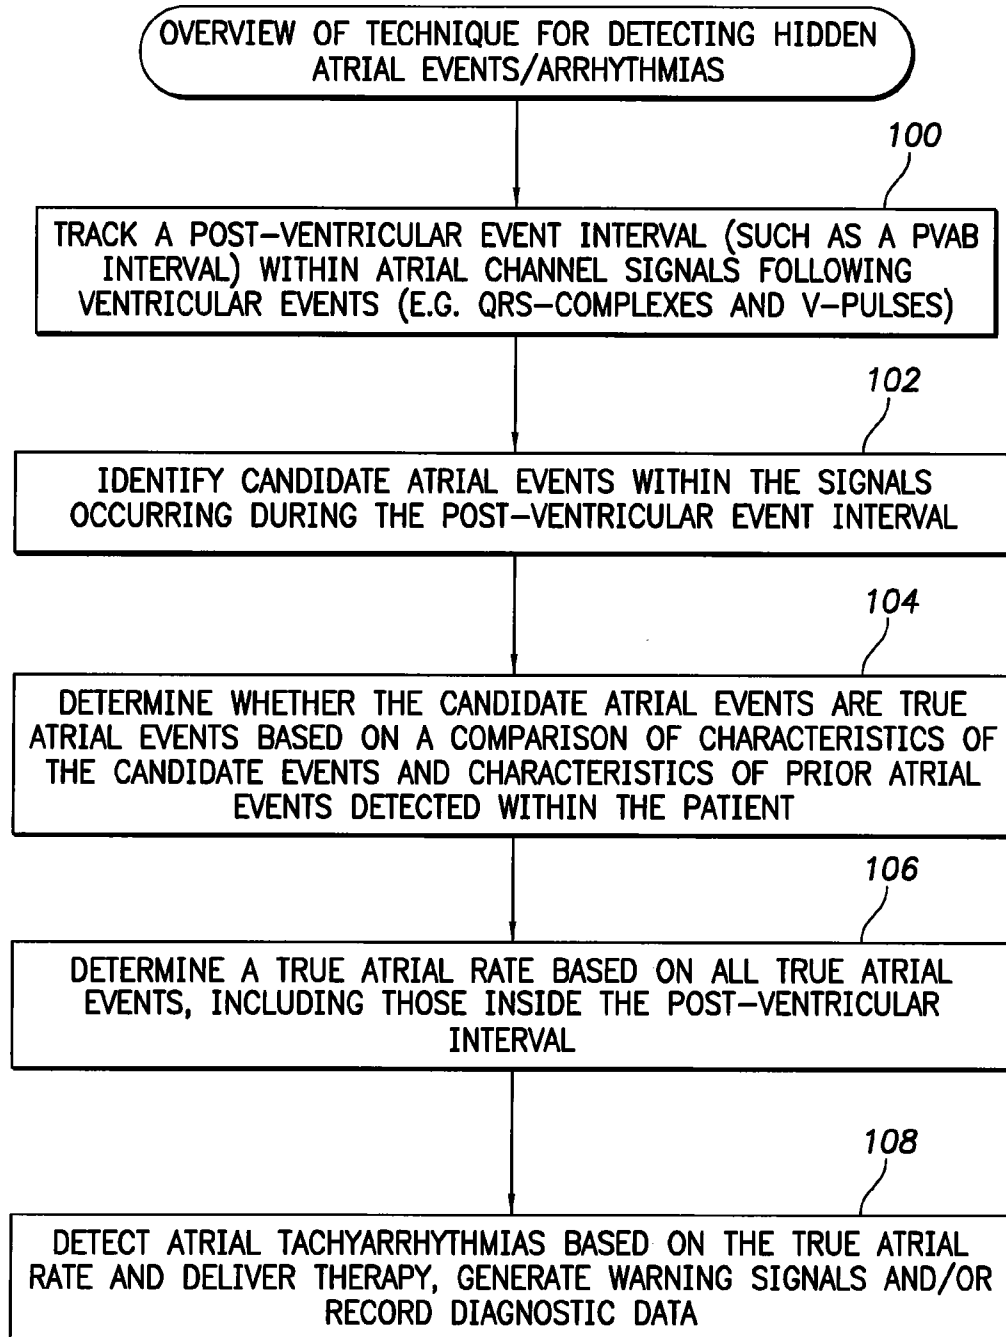 OVERVIEW OF TECHNIQUE FOR DETECTING HIDDEN
ATRIAL EVENTS/ARRHYTHMIAS
100
TRACK A POST-VENTRICULAR EVENT INTERVAL (SUCH AS A PVAB
INTERVAL) WITHIN ATRIAL CHANNEL SIGNALS FOLLOWING
VENTRICULAR EVENTS (E.G. QRS-COMPLEXES AND V-PULSES)
102
IDENTIFY CANDIDATE ATRIAL EVENTS WITHIN THE SIGNALS
OCCURRING DURING THE POST-VENTRICULAR EVENT INTERVAL
104
DETERMINE WHETHER THE CANDIDATE ATRIAL EVENTS ARE TRUE
ATRIAL EVENTS BASED ON A COMPARISON OF CHARACTERISTICS OF
THE CANDIDATE EVENTS AND CHARACTERISTICS OF PRIOR ATRIAL
EVENTS DETECTED WITHIN THE PATIENT
106
DETERMINE A TRUE ATRIAL RATE BASED ON ALL TRUE ATRIAL
EVENTS, INCLUDING THOSE INSIDE THE POST-VENTRICULAR
INTERVAL
108
DETECT ATRIAL TACHYARRHYTHMIAS BASED ON THE TRUE ATRIAL
RATE AND DELIVER THERAPY, GENERATE WARNING SIGNALS AND/OR
RECORD DIAGNOSTIC DATA